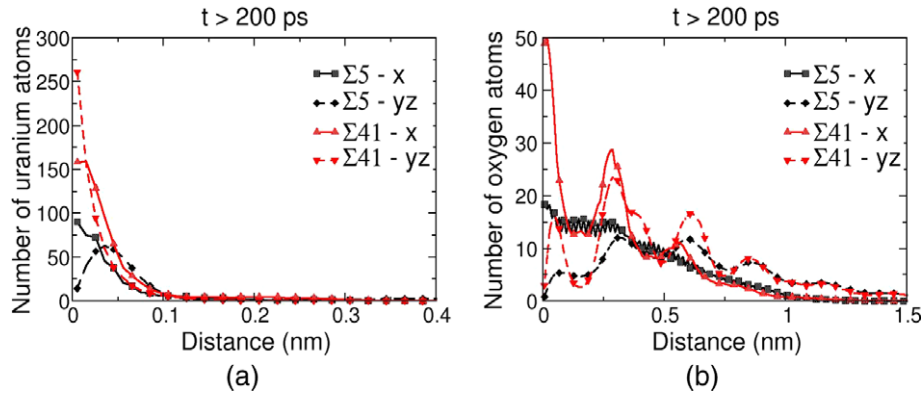 t > 200 ps
Number of uranium atoms
300
250
200
150
100
50
0
Σ5 - x
Σ5 - yz
Σ41 - x
Σ41 - yz
0 0.1 0.2 0.3 0.4
Distance (nm)
(a)
t > 200 ps
Number of oxygen atoms
50
40
30
20
10
0
Σ5 - x
Σ5 - yz
Σ41 - x
Σ41 - yz
0 0.5 1 1.5
Distance (nm)
(b)